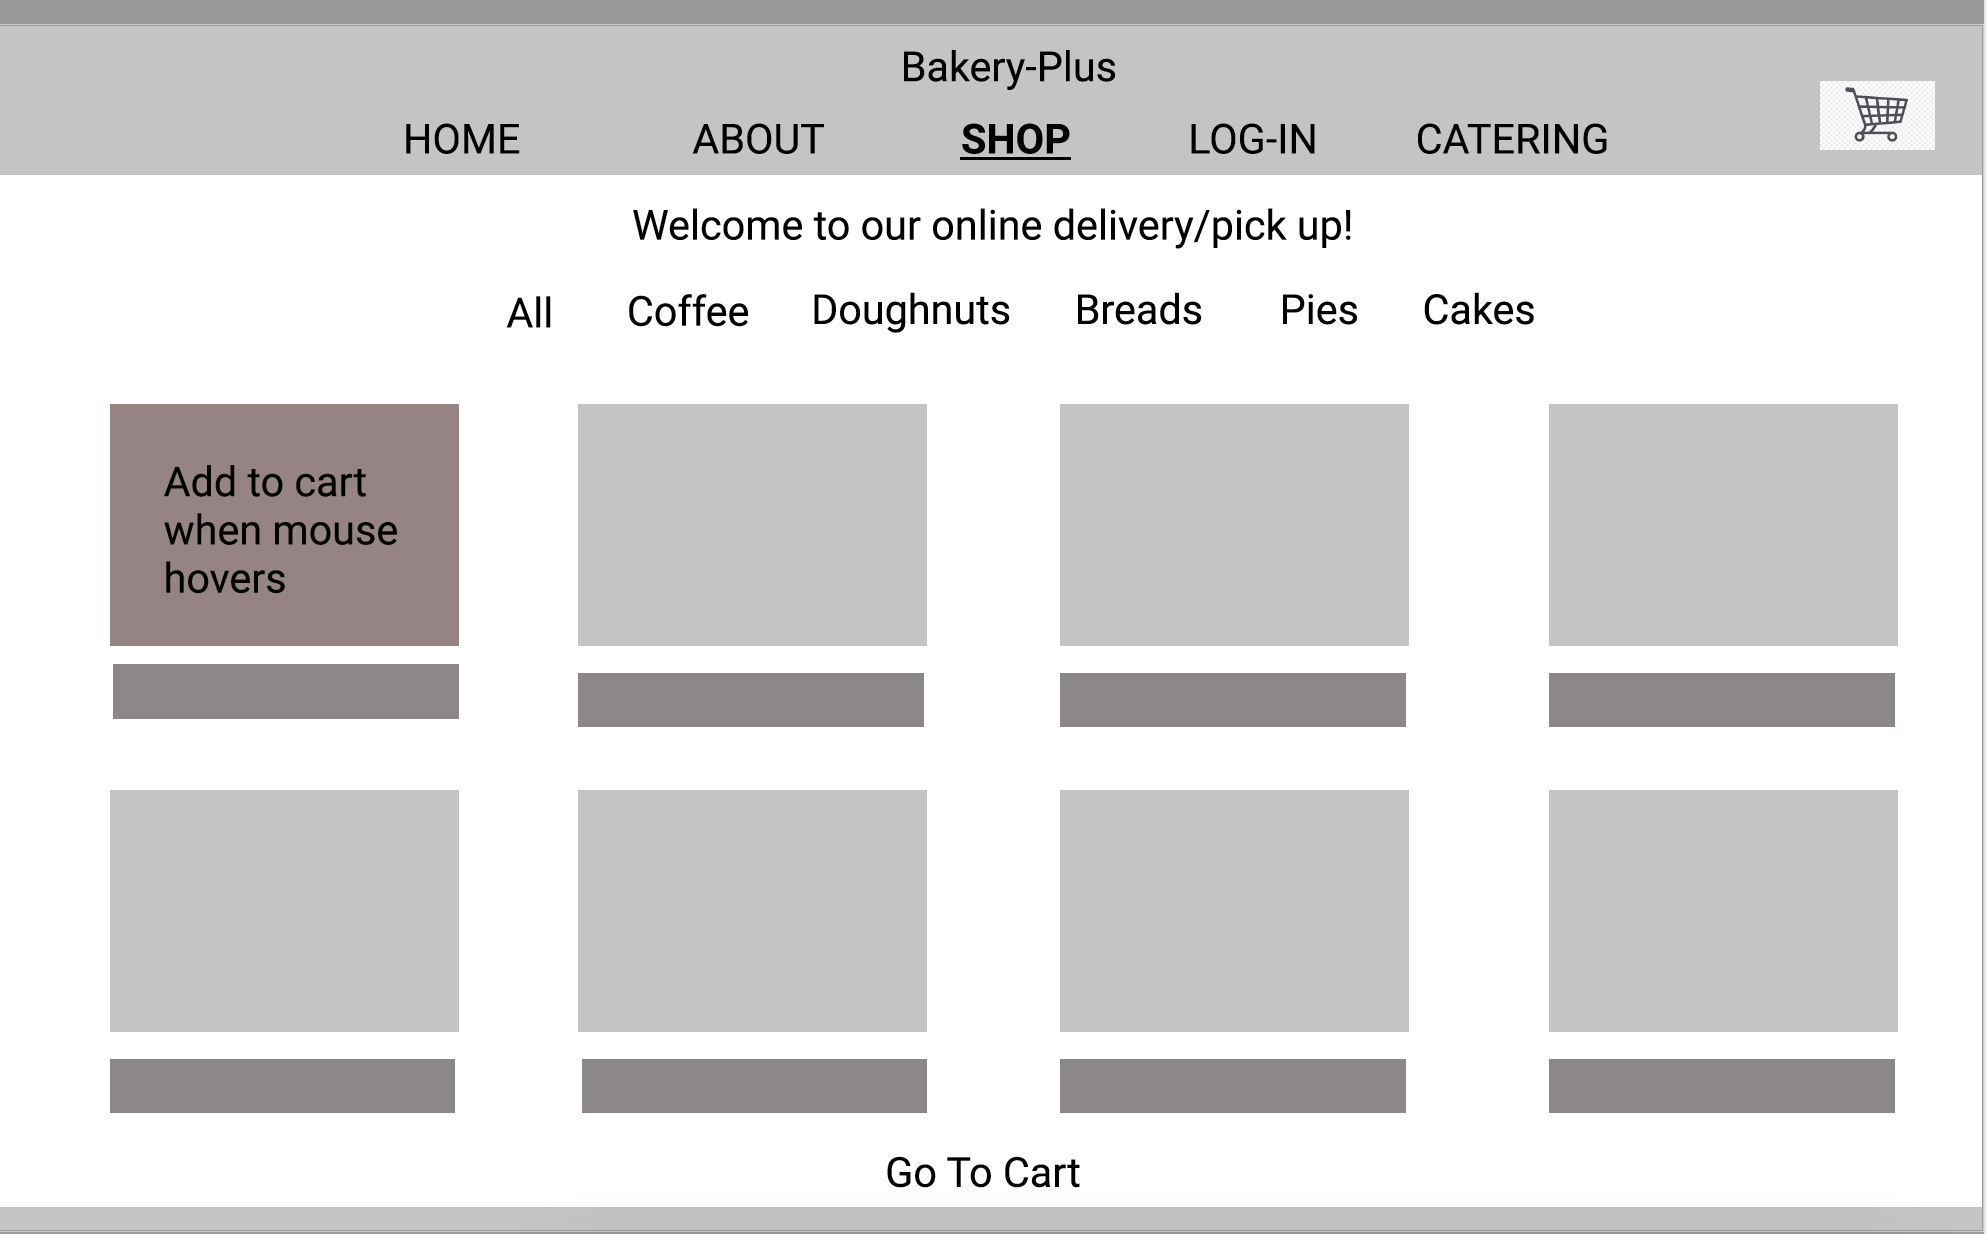 Bakery-Plus
HOME ABOUT SHOP LOG-IN CATERING
Welcome to our online delivery/pick up!
All Coffee Doughnuts Breads Pies Cakes
Add to cart
when mouse
hovers
Go To Cart